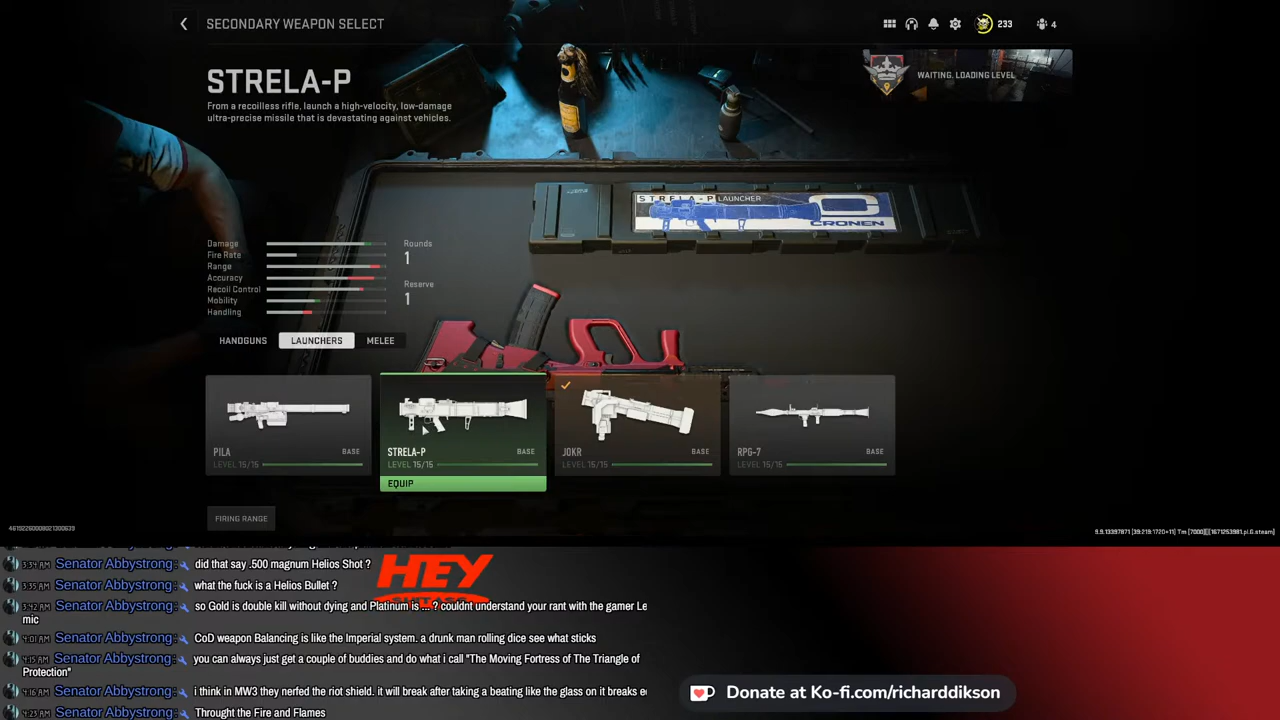 SECONDARY WEAPON SELECT
233
4
STRELA-P
WAITING. LOADING LEVEL
From a recoilless rifle, launch a high-velocity, low-damage
ultra-precise missile that is devastating against vehicles.
STRELA-P LAUNCHER
CRONEN
Damage
Fire Rate
Range
Accuracy
Recoil Control
Mobility
Handling
Rounds
1
Reserve
1
HANDGUNS
LAUNCHERS
MELEE
PILA
BASE
LEVEL 15/15
STRELA-P
BASE
LEVEL 15/15
EQUIP
JOKR
BASE
LEVEL 15/15
RPG-7
BASE
LEVEL 15/15
FIRING RANGE
3:34 AM Senator Abbystrong: did that say .500 magnum Helios Shot ?
3:35 AM Senator Abbystrong: what the fuck is a Helios Bullet ?
HEY
3:42 AM Senator Abbystrong: so Gold is double kill without dying and Platinum is ... ? couldnt understand your rant with the gamer Le
mic
4:01 AM Senator Abbystrong: CoD weapon Balancing is like the Imperial system. a drunk man rolling dice see what sticks
4:15 AM Senator Abbystrong: you can always just get a couple of buddies and do what i call "The Moving Fortress of The Triangle of
Protection"
4:16 AM Senator Abbystrong: i think in MW3 they nerfed the riot shield. it will break after taking a beating like the glass on it breaks
4:23 AM Senator Abbystrong: Throught the Fire and Flames
Donate at Ko-fi.com/richarddikson